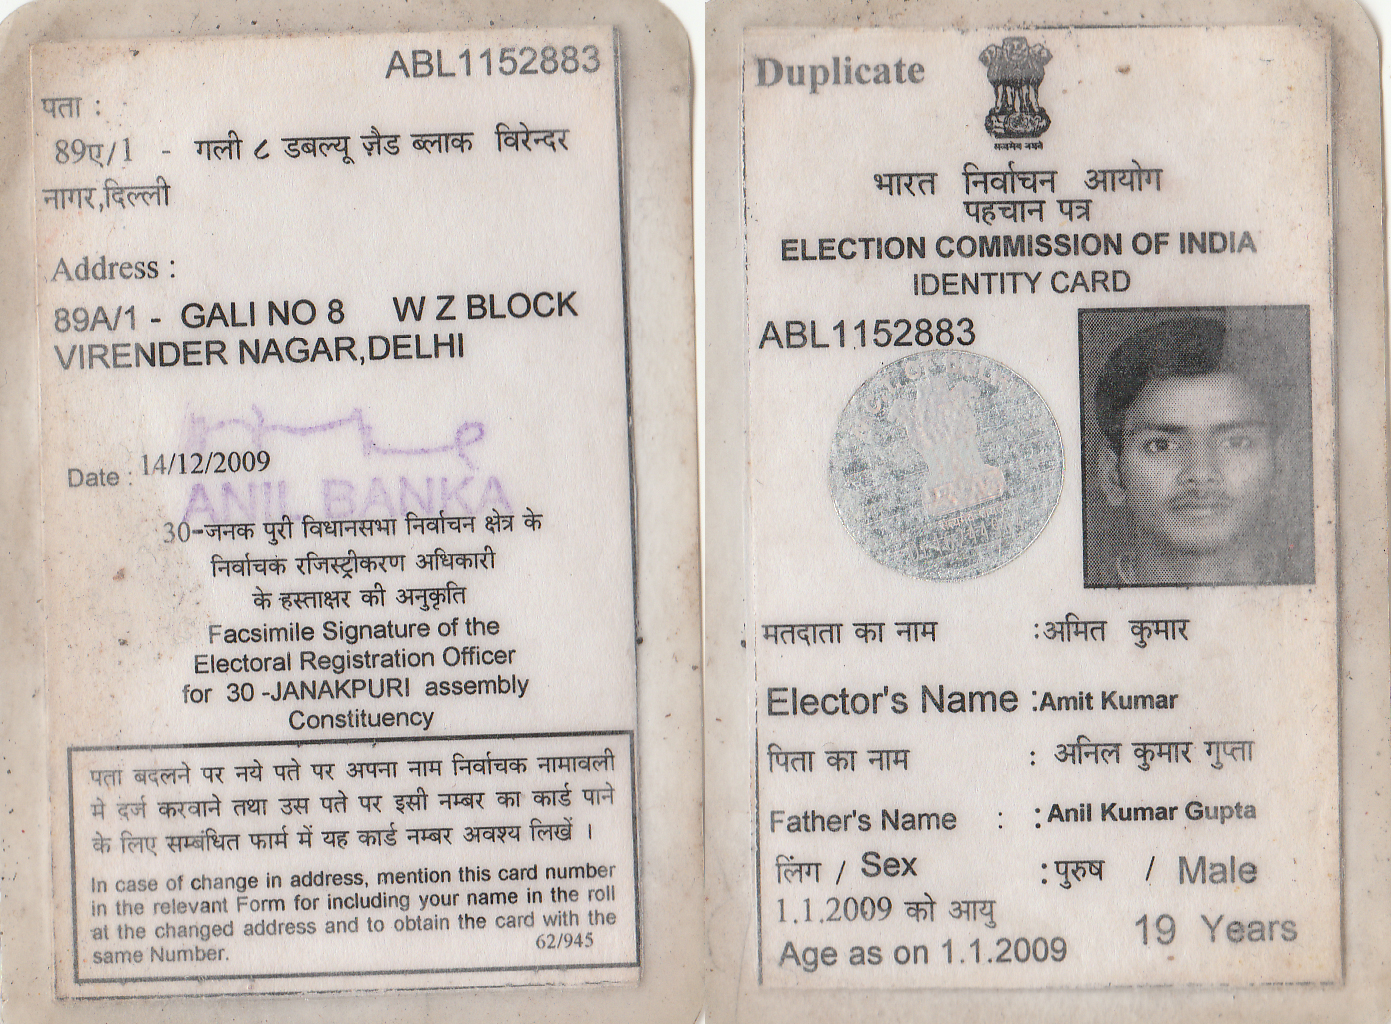 ABL1152883
पता :
89ए/1 - गली ८ डबल्यू ज़ैड ब्लाक विरेन्दर
नागर,दिल्ली
Address :
89A/1 - GALI NO 8 W Z BLOCK
VIRENDER NAGAR,DELHI
Date : 14/12/2009
ANIL BANKA
30-जनक पुरी विधानसभा निर्वाचन क्षेत्र के
निर्वाचक रजिस्ट्रीकरण अधिकारी
के हस्ताक्षर की अनुकृति
Facsimile Signature of the
Electoral Registration Officer
for 30 -JANAKPURI assembly
Constituency
पता बदलने पर नये पते पर अपना नाम निर्वाचक नामावली
में दर्ज करवाने तथा उस पते पर इसी नम्बर का कार्ड पाने
के लिए सम्बंधित फार्म में यह कार्ड नम्बर अवश्य लिखें ।
In case of change in address, mention this card number
in the relevant Form for including your name in the roll
at the changed address and to obtain the card with the
same Number.
62/945
Duplicate
सत्यमेव जयते
भारत निर्वाचन आयोग
पहचान पत्र
ELECTION COMMISSION OF INDIA
IDENTITY CARD
ABL1152883
मतदाता का नाम :अमित कुमार
Elector's Name :Amit Kumar
पिता का नाम : अनिल कुमार गुप्ता
Father's Name : :Anil Kumar Gupta
लिंग / Sex :पुरुष / Male
1.1.2009 को आयु
Age as on 1.1.2009 19 Years